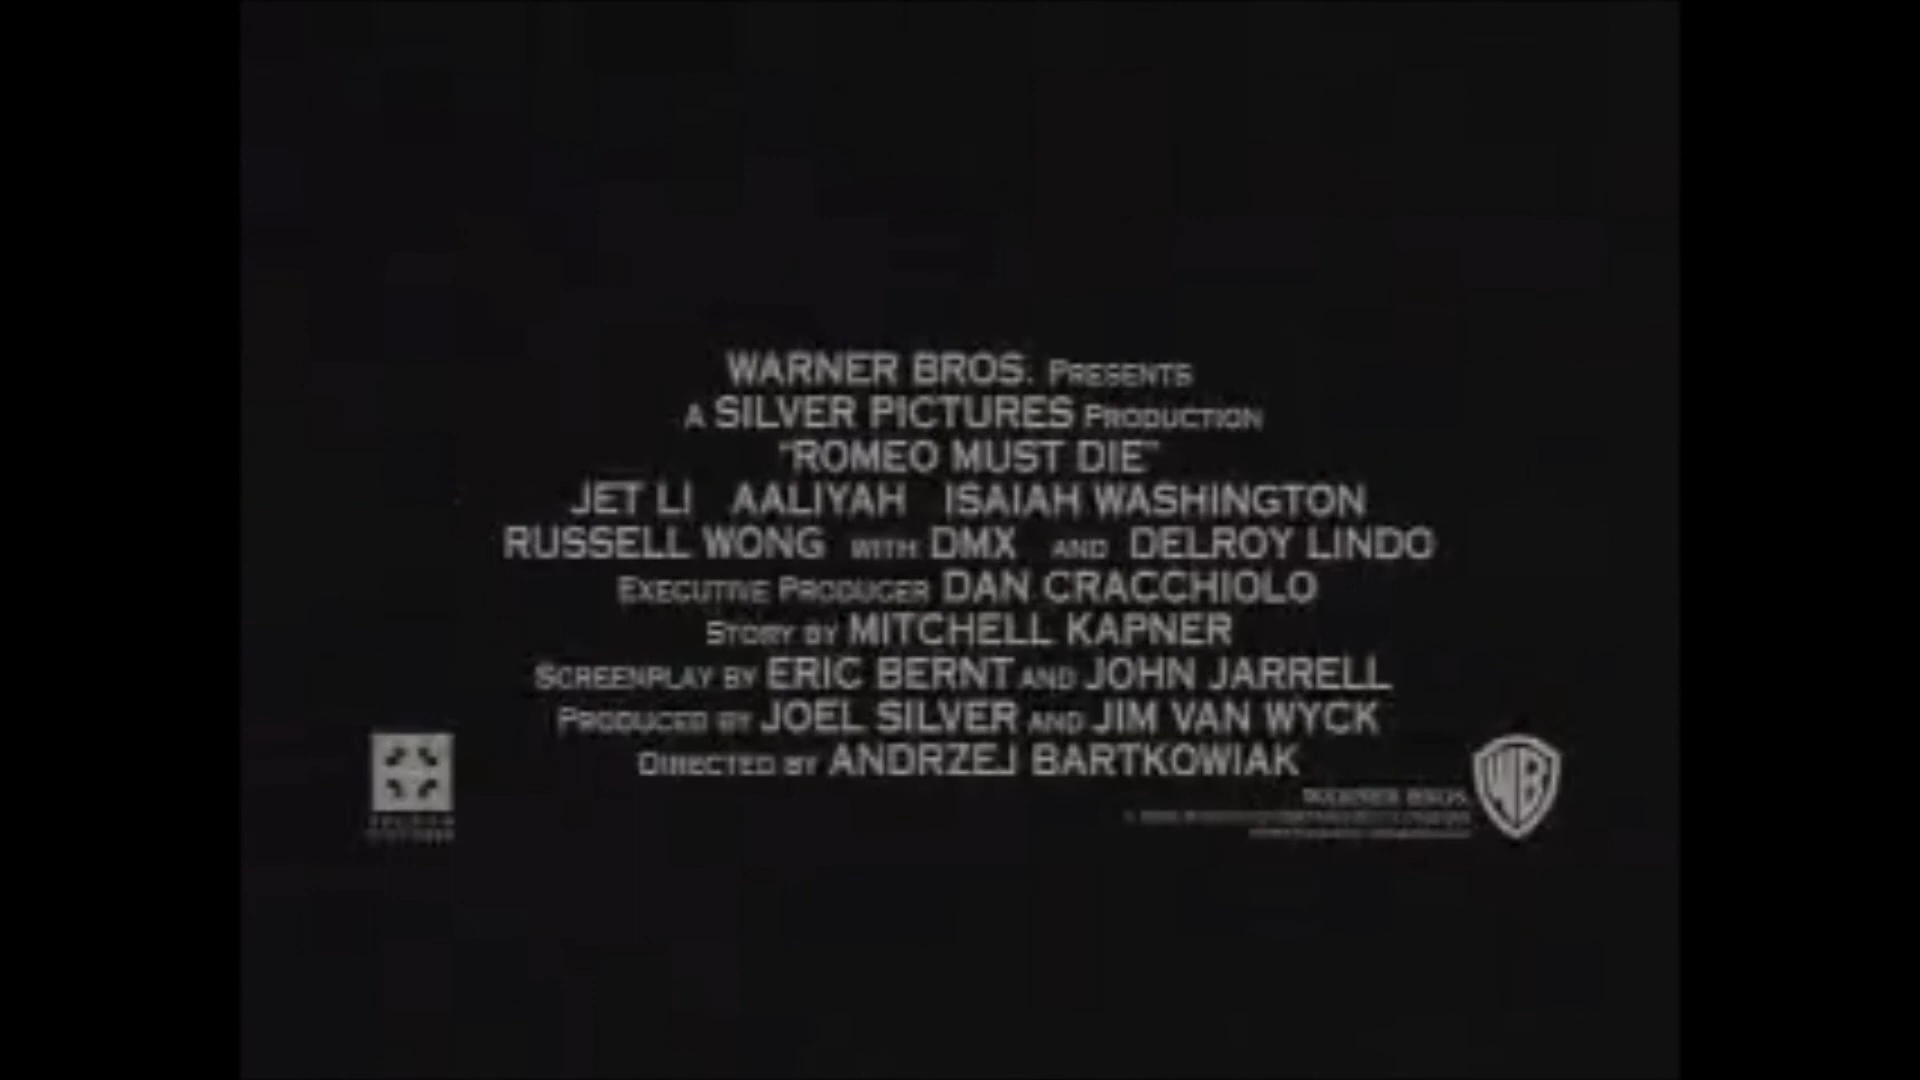 WARNER BROS. PRESENTS
A SILVER PICTURES PRODUCTION
"ROMEO MUST DIE"
JET LI AALIYAH ISAIAH WASHINGTON
RUSSELL WONG WITH DMX AND DELROY LINDO
EXECUTIVE PRODUCER DAN CRACCHIOLO
STORY BY MITCHELL KAPNER
SCREENPLAY BY ERIC BERNT AND JOHN JARRELL
PRODUCED BY JOEL SILVER AND JIM VAN WYCK
DIRECTED BY ANDRZEJ BARTKOWIAK
WARNER BROS.
WB